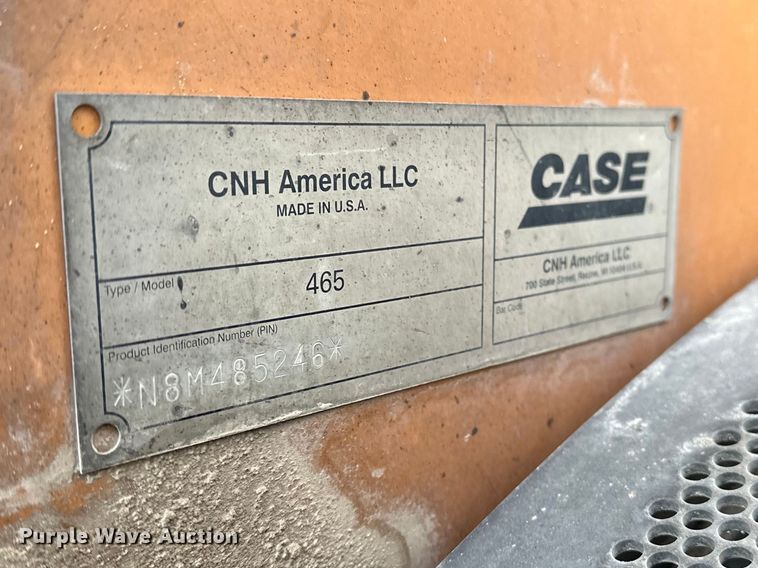 CNH America LLC
MADE IN U.S.A.
Type / Model
465
Product Identification Number (PIN)
*N8M485246*
CASE
CNH America LLC
700 State Street, Racine, WI U.S.A.
Bar Code
Purple Wave Auction